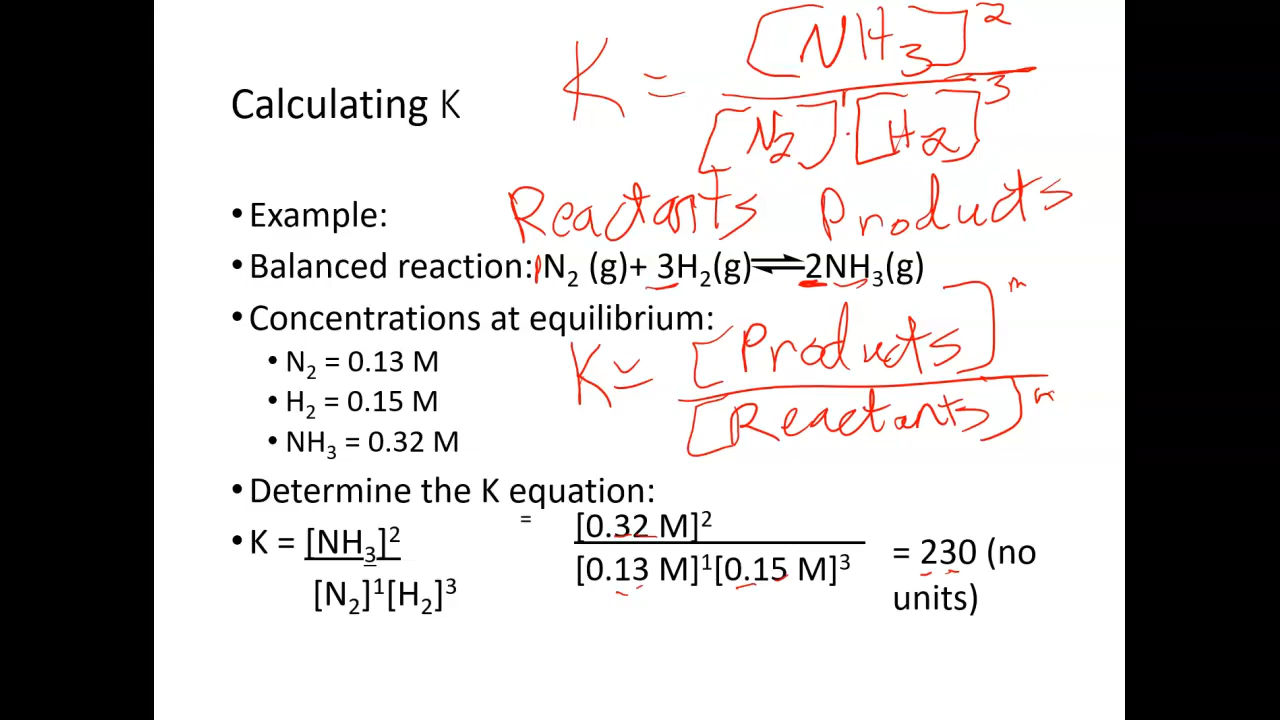 K = [NH3]2
[N2]1 · [H2]3
Calculating K
Reactants Products
• Example:
• Balanced reaction: 1N2 (g)+ 3H2(g)⇌2NH3(g)
• Concentrations at equilibrium:
K = [Products]m
[Reactants]n
• N2 = 0.13 M
• H2 = 0.15 M
• NH3 = 0.32 M
• Determine the K equation:
• K = [NH3]2 = [0.32 M]2
[N2]1[H2]3 [0.13 M]1[0.15 M]3 = 230 (no
units)